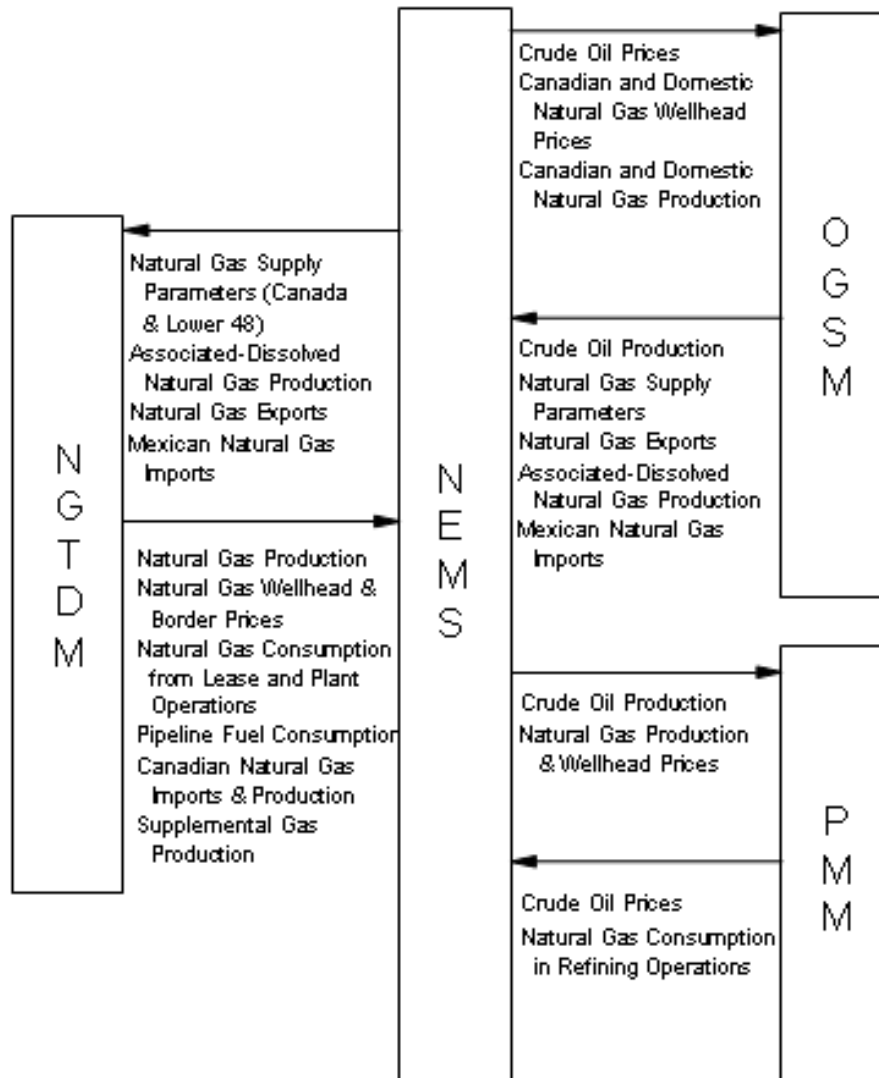 NGTDM
Natural Gas Supply
Parameters (Canada
& Lower 48)
Associated-Dissolved
Natural Gas Production
Natural Gas Exports
Mexican Natural Gas
Imports
Natural Gas Production
Natural Gas Wellhead &
Border Prices
Natural Gas Consumption
from Lease and Plant
Operations
Pipeline Fuel Consumption
Canadian Natural Gas
Imports & Production
Supplemental Gas
Production
NEMS
Crude Oil Prices
Canadian and Domestic
Natural Gas Wellhead
Prices
Canadian and Domestic
Natural Gas Production
Crude Oil Production
Natural Gas Supply
Parameters
Natural Gas Exports
Associated-Dissolved
Natural Gas Production
Mexican Natural Gas
Imports
OGSM
Crude Oil Production
Natural Gas Production
& Wellhead Prices
Crude Oil Prices
Natural Gas Consumption
in Refining Operations
PMM